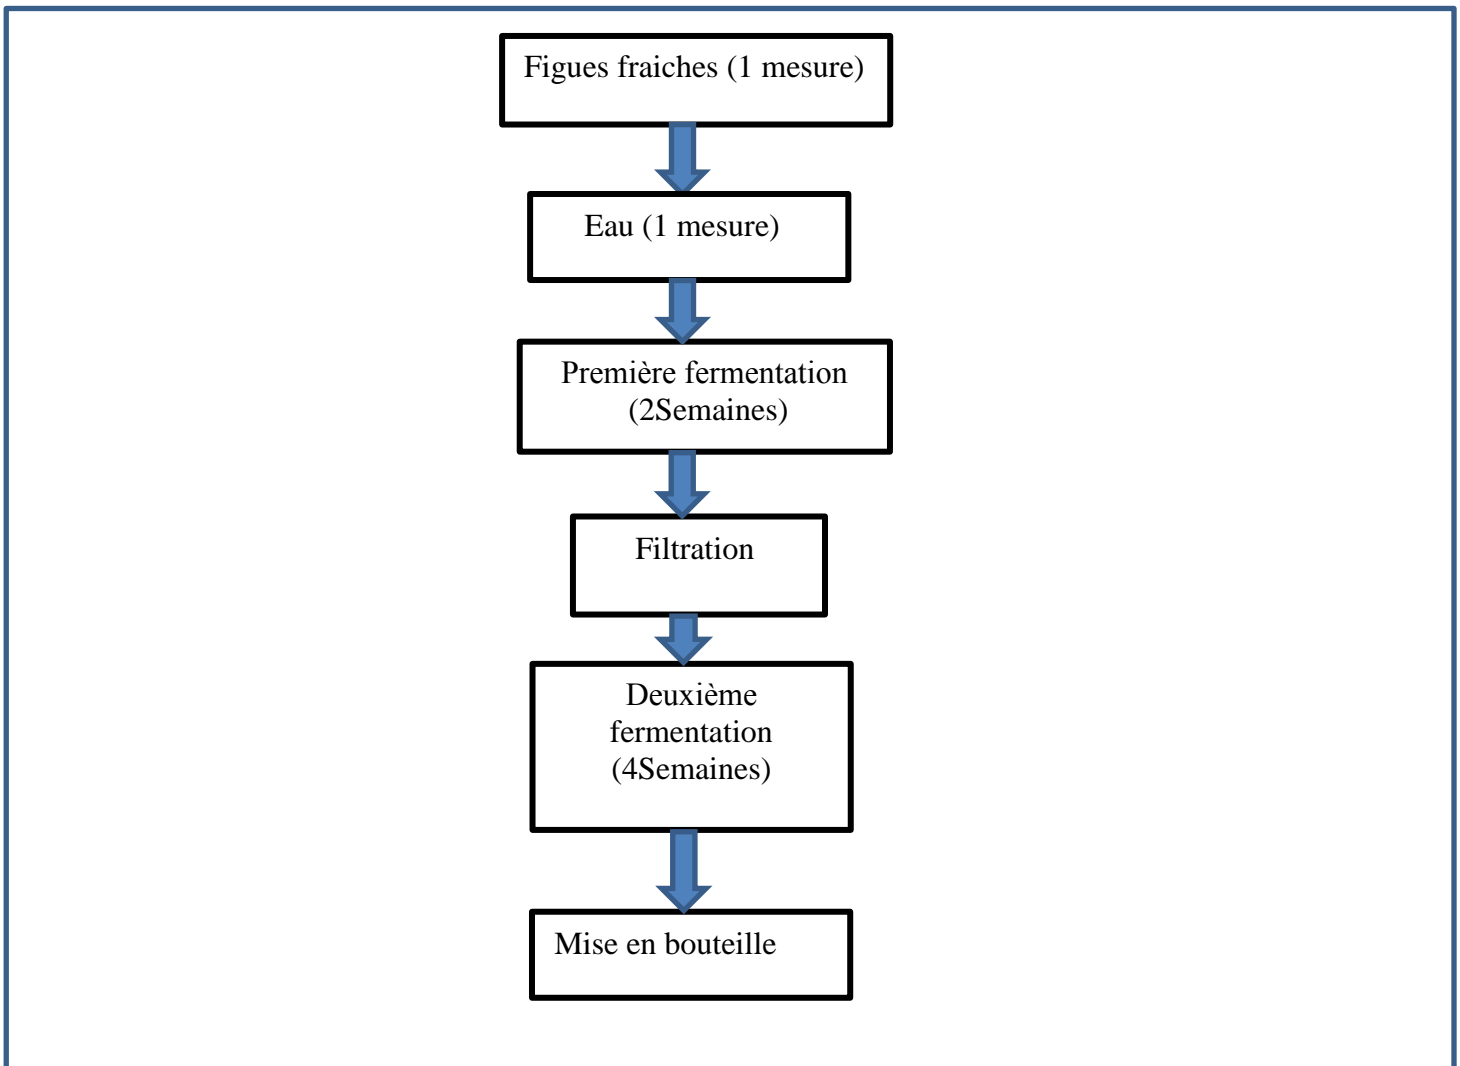 Figues fraiches (1 mesure)
Eau (1 mesure)
Première fermentation
(2Semaines)
Filtration
Deuxième
fermentation
(4Semaines)
Mise en bouteille